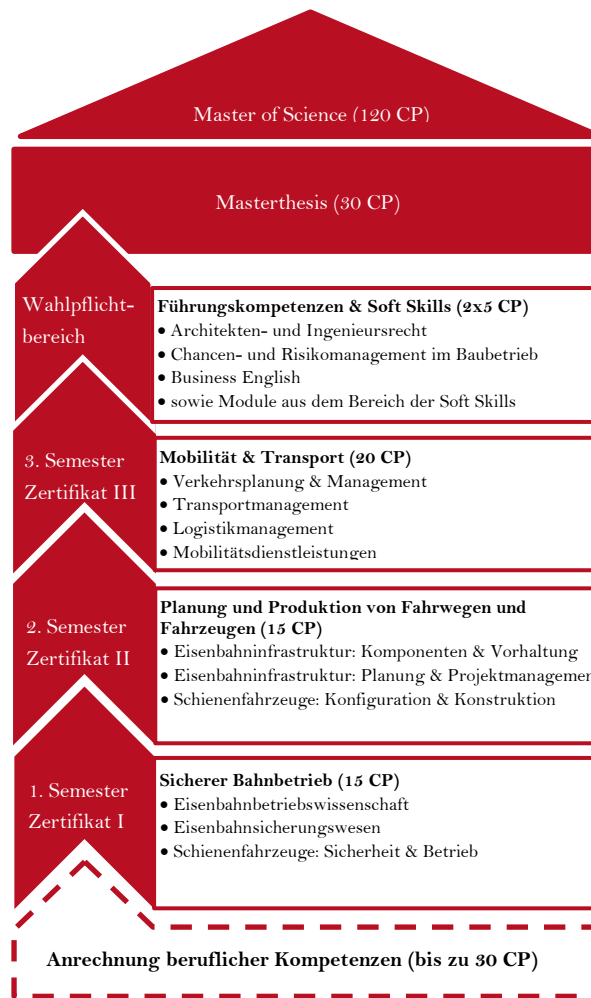 Master of Science (120 CP)
Masterthesis (30 CP)
Wahlpflicht-
bereich
Führungskompetenzen & Soft Skills (2x5 CP)
• Architekten- und Ingenieursrecht
• Chancen- und Risikomanagement im Baubetrieb
• Business English
• sowie Module aus dem Bereich der Soft Skills
3. Semester
Zertifikat III
Mobilität & Transport (20 CP)
• Verkehrsplanung & Management
• Transportmanagement
• Logistikmanagement
• Mobilitätsdienstleistungen
2. Semester
Zertifikat II
Planung und Produktion von Fahrwegen und
Fahrzeugen (15 CP)
• Eisenbahninfrastruktur: Komponenten & Vorhaltung
• Eisenbahninfrastruktur: Planung & Projektmanagemen
• Schienenfahrzeuge: Konfiguration & Konstruktion
1. Semester
Zertifikat I
Sicherer Bahnbetrieb (15 CP)
• Eisenbahnbetriebswissenschaft
• Eisenbahnsicherungswesen
• Schienenfahrzeuge: Sicherheit & Betrieb
Anrechnung beruflicher Kompetenzen (bis zu 30 CP)